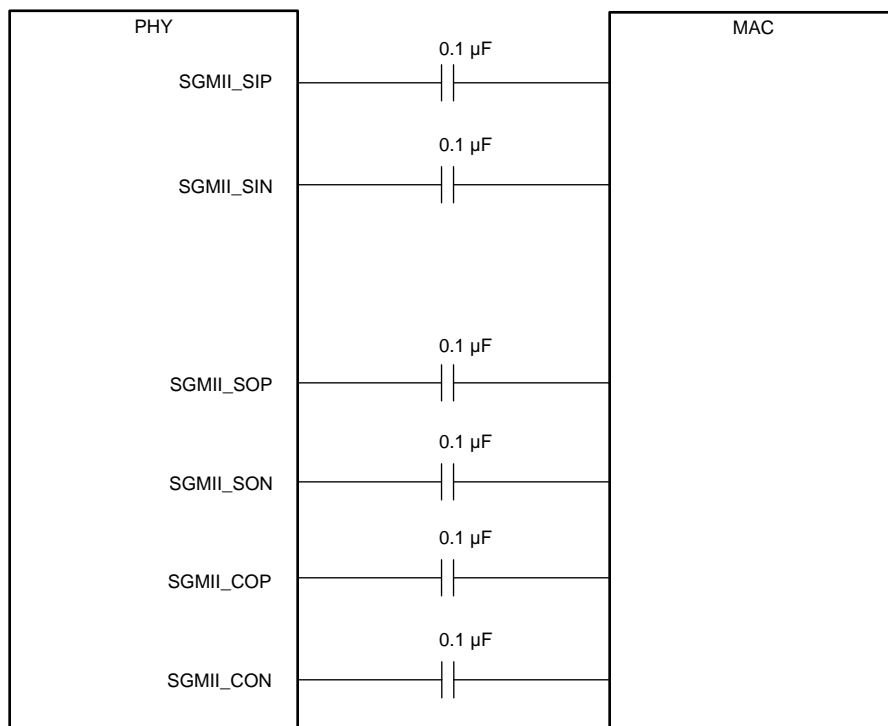 PHY
MAC
0.1 µF
SGMII_SIP
0.1 µF
SGMII_SIN
0.1 µF
SGMII_SOP
0.1 µF
SGMII_SON
0.1 µF
SGMII_COP
0.1 µF
SGMII_CON